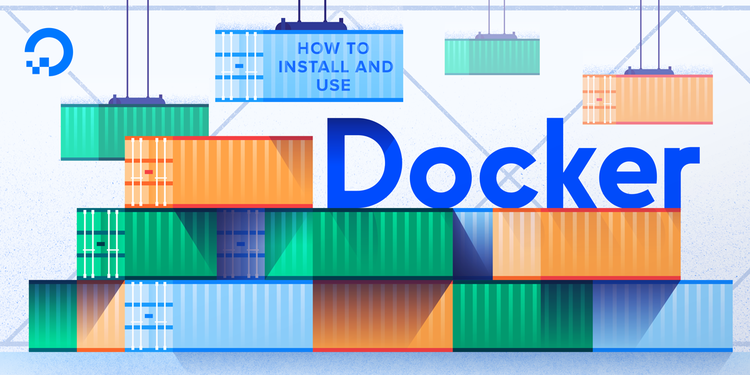 HOW TO
INSTALL AND
USE
Docker